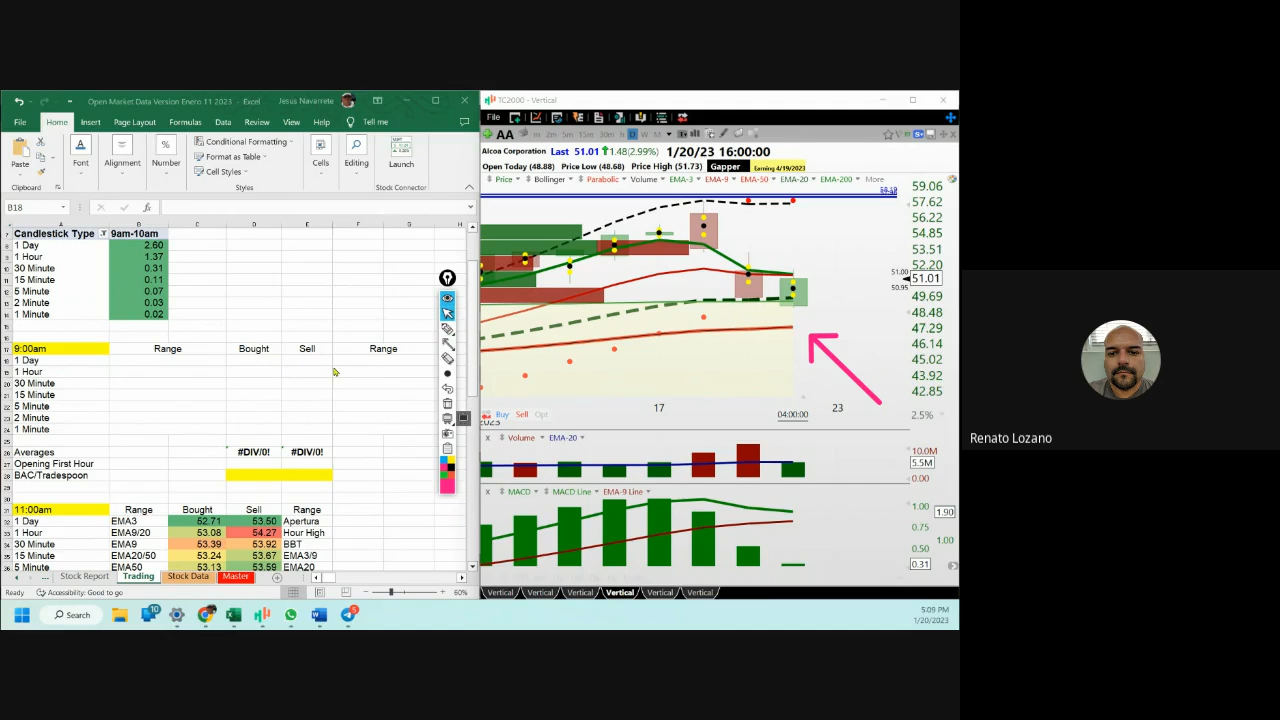 Open Market Data Version Enero 11 2023 - Excel
Jesus Navarrete
File Home Insert Page Layout Formulas Data Review View Help Tell me
Paste
Font
Alignment
Number
Conditional Formatting
Format as Table
Cell Styles
Cells
Editing
Launch
Clipboard
Styles
Stock Connector
B18
A B C D E F G H
Candlestick Type 9am-10am
1 Day 2.60
1 Hour 1.37
30 Minute 0.31
15 Minute 0.11
5 Minute 0.07
2 Minute 0.03
1 Minute 0.02
9:00am Range Bought Sell Range
1 Day
1 Hour
30 Minute
15 Minute
5 Minute
2 Minute
1 Minute
Averages #DIV/0! #DIV/0!
Opening First Hour
BAC/Tradespoon
11:00am Range Bought Sell Range
1 Day EMA3 52.71 53.50 Apertura
1 Hour EMA9/20 53.08 54.27 Hour High
30 Minute EMA9 53.39 53.92 BBT
15 Minute EMA20/50 53.24 53.67 EMA3/9
5 Minute EMA50 53.13 53.59 EMA20
... Stock Report Trading Stock Data Master
Ready Accessibility: Good to go 60%
TC2000 - Vertical
File
AA m 2m 5m 15m 30m h D W M
Alcoa Corporation Last 51.01 1.48(2.99%) 1/20/23 16:00:00
Open Today (48.88) Price Low (48.68) Price High (51.73) Gapper Earning 4/19/2023
Price Bollinger Parabolic Volume EMA-3 EMA-9 EMA-50 EMA-20 EMA-200 More
59.06
57.62
56.22
54.85
53.51
52.20
51.00
51.01
50.95
49.69
48.48
47.29
46.14
45.02
43.92
42.85
17 23
Buy Sell Opt 04:00:00 2.5%
2023
X Volume EMA-20
10.0M
5.5M
0.00
X MACD MACD Line EMA-9 Line
1.00
1.90
0.75
1.00
0.50
0.31
Vertical Vertical Vertical Vertical Vertical Vertical
Search
10
5
5:09 PM
1/20/2023
Renato Lozano